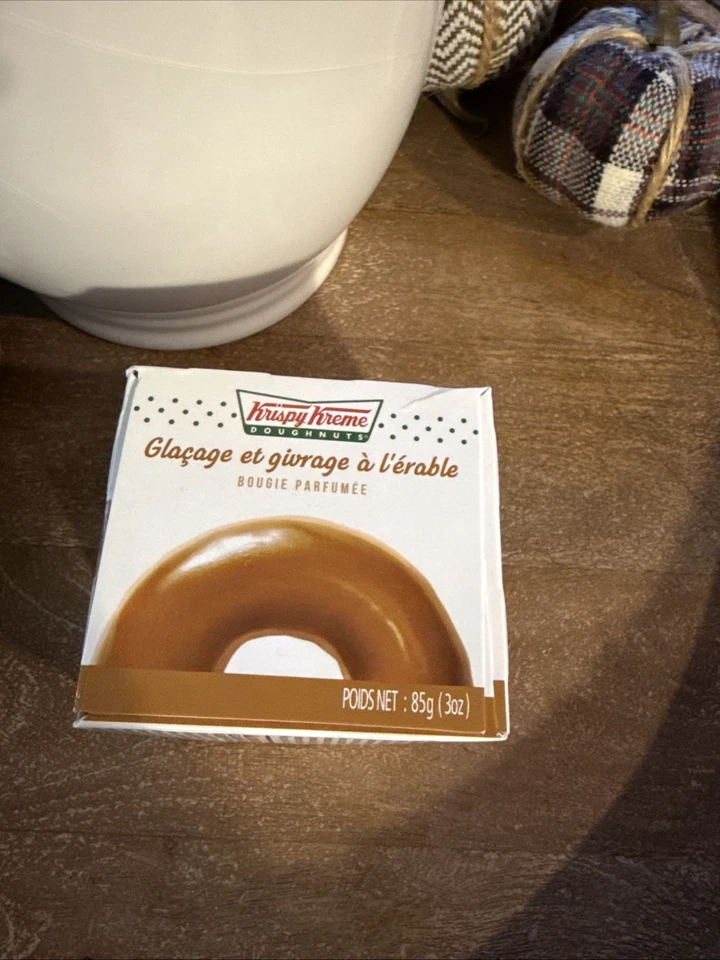 Krispy Kreme
DOUGHNUTS
Glaçage et givrage à l'érable
BOUGIE PARFUMÉE
POIDS NET : 85g (3oz)